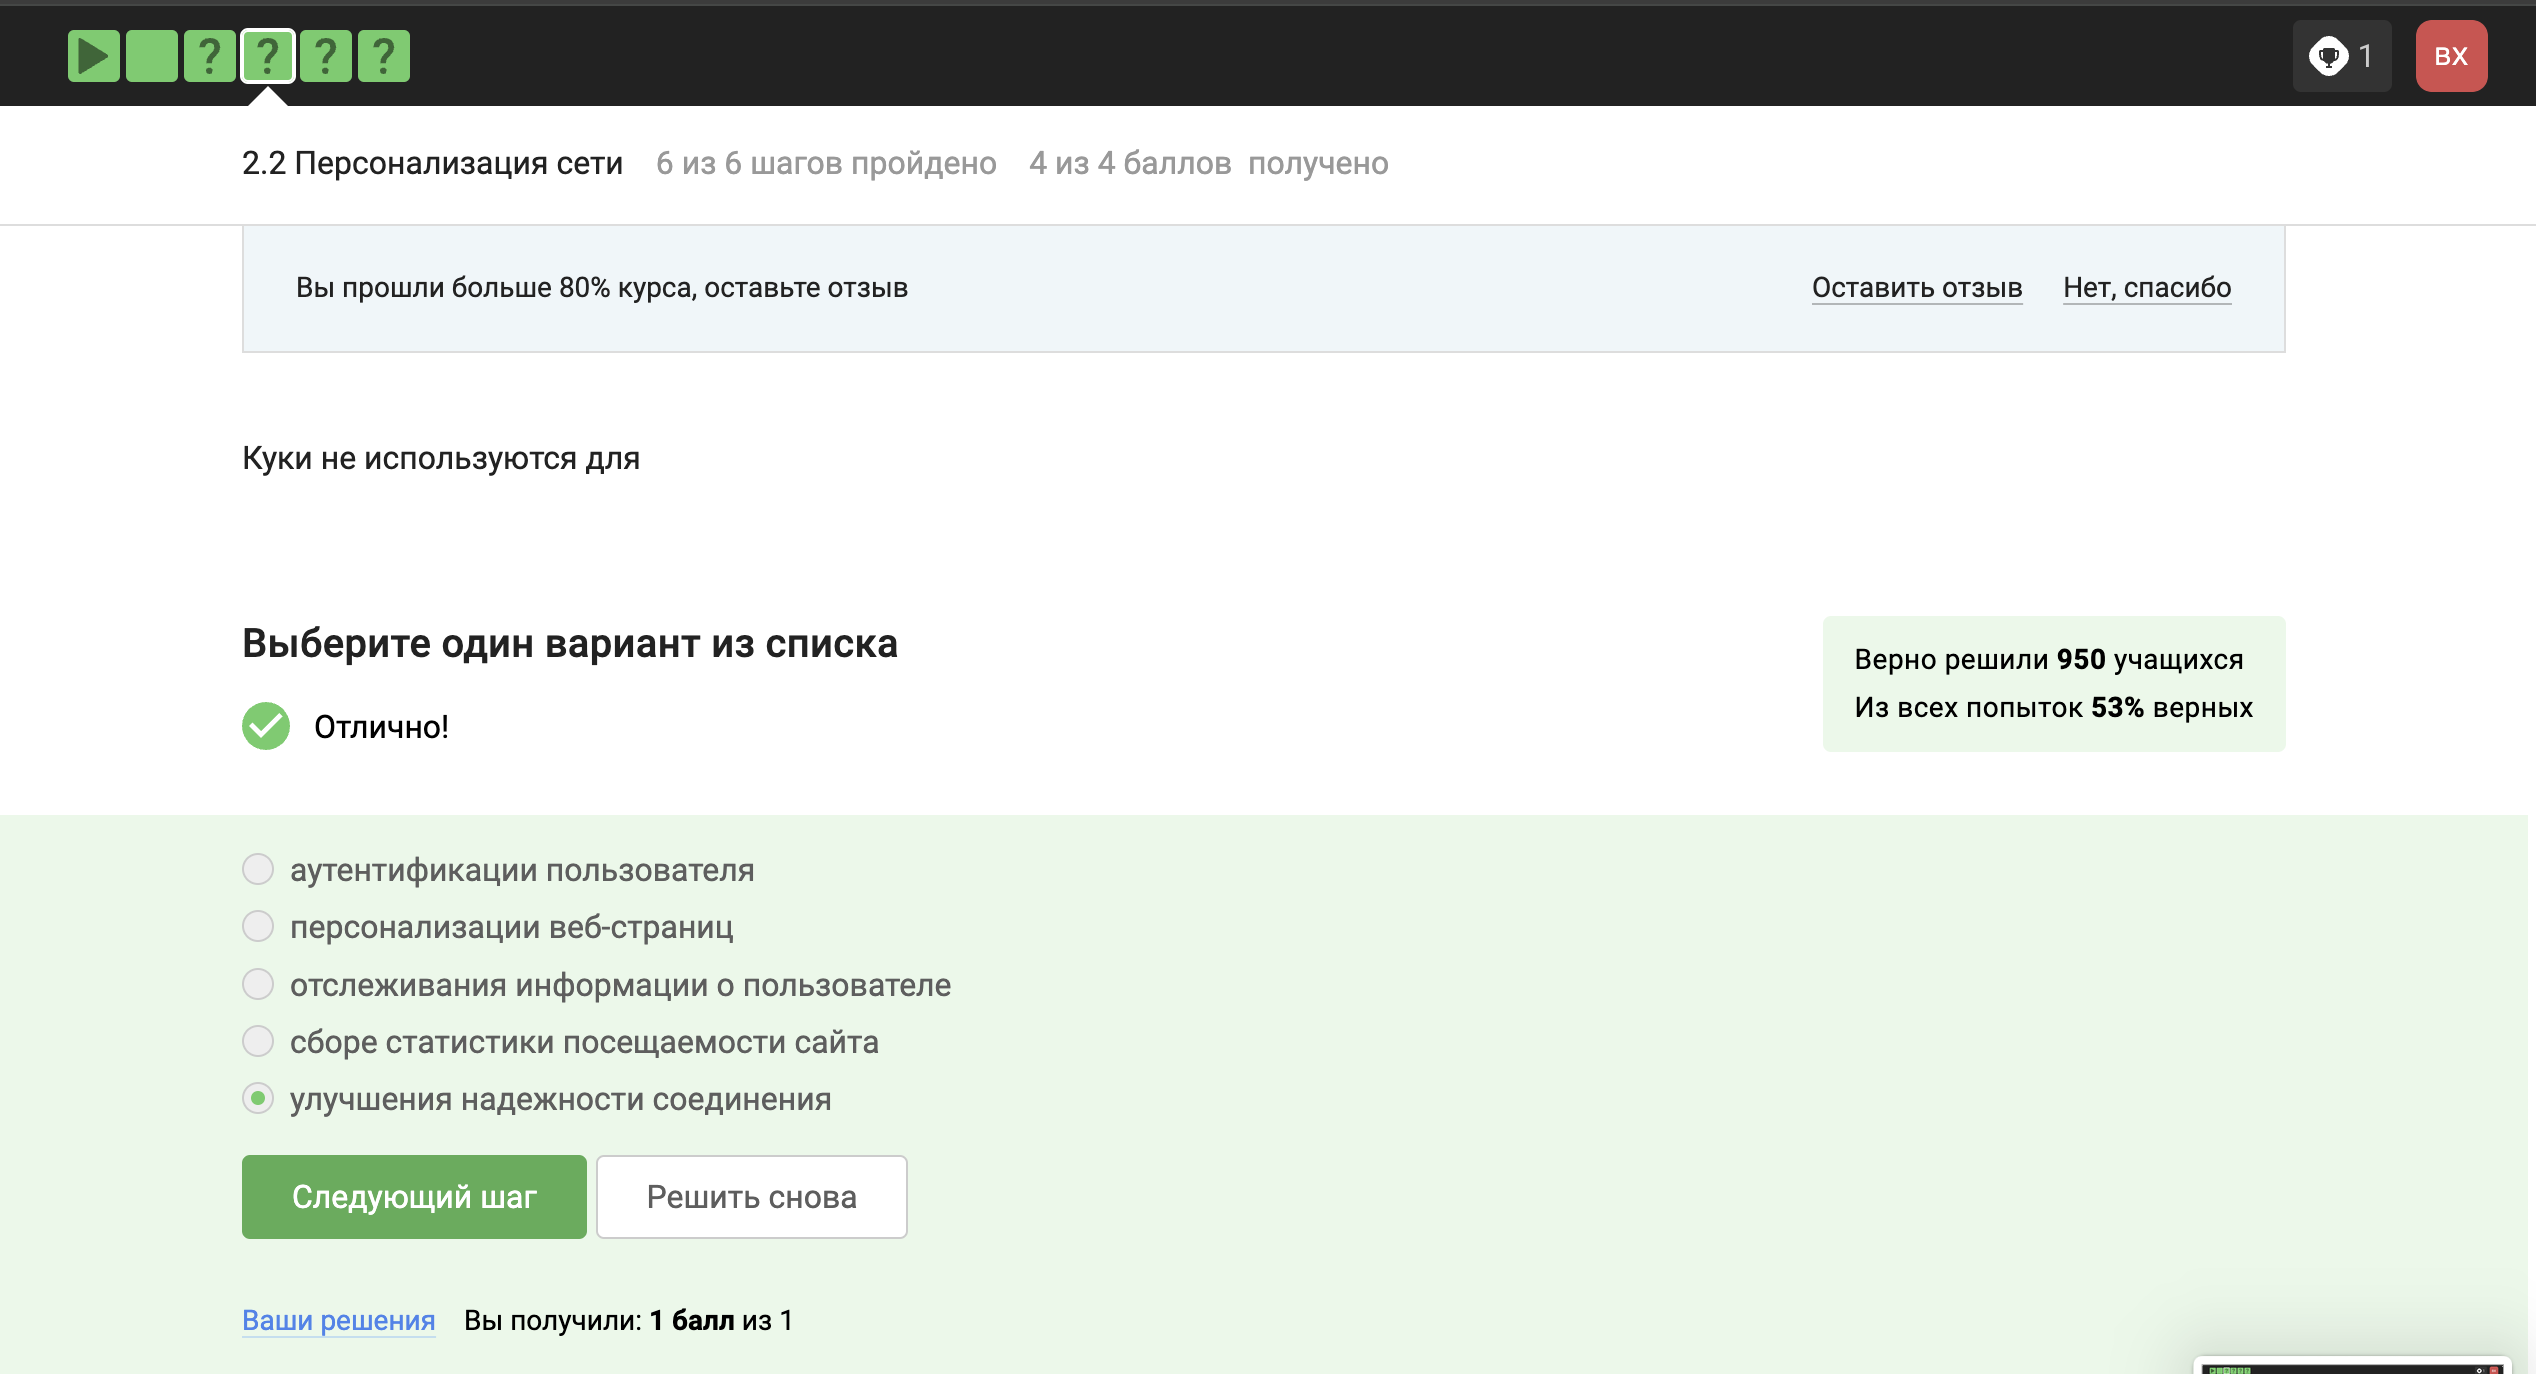 ? ? ? ?
1
BX
2.2 Персонализация сети 6 из 6 шагов пройдено 4 из 4 баллов получено
Вы прошли больше 80% курса, оставьте отзыв Оставить отзыв Нет, спасибо
Куки не используются для
Выберите один вариант из списка
Отлично!
Верно решили 950 учащихся
Из всех попыток 53% верных
аутентификации пользователя
персонализации веб-страниц
отслеживания информации о пользователе
сборе статистики посещаемости сайта
улучшения надежности соединения
Следующий шаг Решить снова
Ваши решения Вы получили: 1 балл из 1